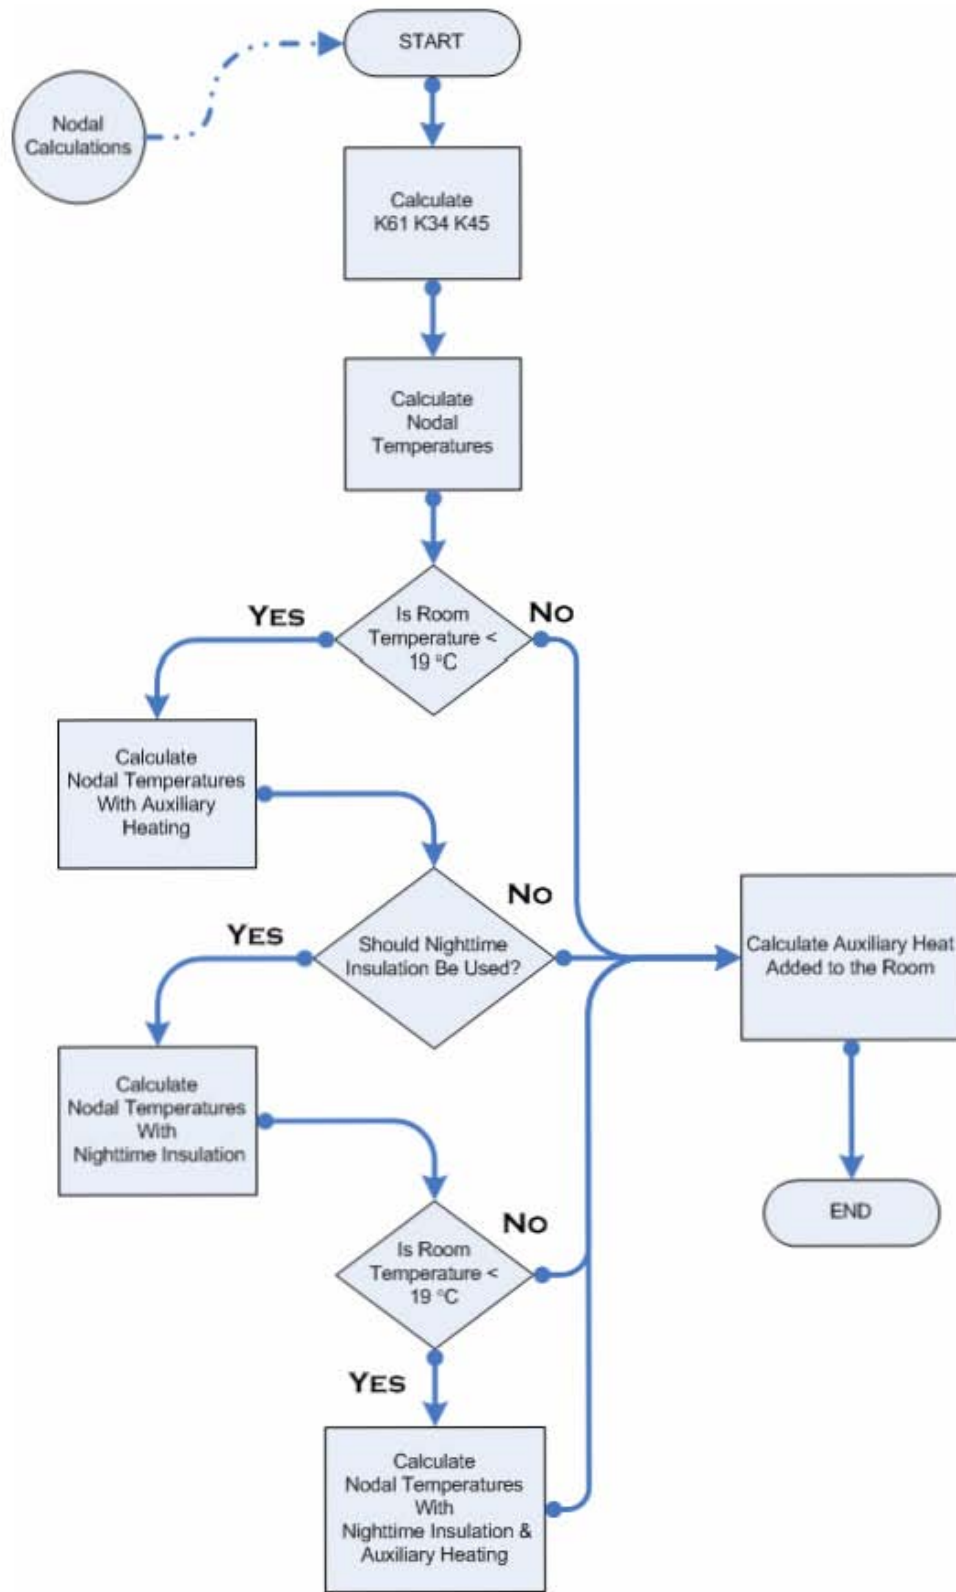 START
Nodal
Calculations
Calculate
K61 K34 K45
Calculate
Nodal
Temperatures
YES
NO
Is Room
Temperature <
19 °C
Calculate
Nodal Temperatures
With Auxiliary
Heating
NO
YES
Should Nighttime
Insulation Be Used?
Calculate Auxiliary Heat
Added to the Room
Calculate
Nodal Temperatures
With
Nighttime Insulation
END
NO
Is Room
Temperature <
19 °C
YES
Calculate
Nodal Temperatures
With
Nighttime Insulation &
Auxiliary Heating